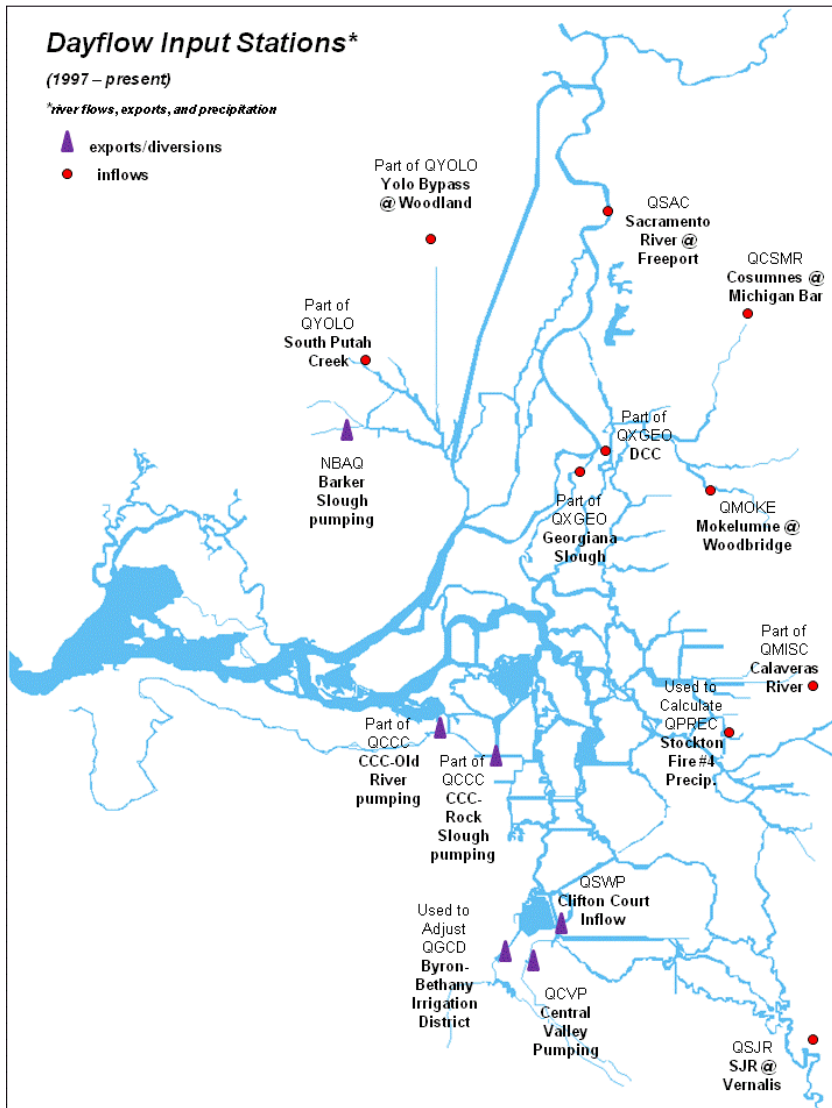 Dayflow Input Stations*
(1997 – present)
*river flows, exports, and precipitation
exports/diversions
inflows
Part of QYOLO
Yolo Bypass
@ Woodland
QSAC
Sacramento
River @
Freeport
QCSMR
Cosumnes @
Michigan Bar
Part of
QYOLO
South Putah
Creek
NBAQ
Barker
Slough
pumping
Part of
QXGEO
DCC
Part of
QXGEO
Georgiana
Slough
QMOKE
Mokelumne @
Woodbridge
Part of
QMISC
Calaveras
River
Used to
Calculate
QPREC
Stockton
Fire #4
Precip.
Part of
QCCC
CCC-Old
River
pumping
Part of
QCCC
CCC-
Rock
Slough
pumping
QSWP
Clifton Court
Inflow
Used to
Adjust
QGCD
Byron-
Bethany
Irrigation
District
QCVP
Central
Valley
Pumping
QSJR
SJR @
Vernalis